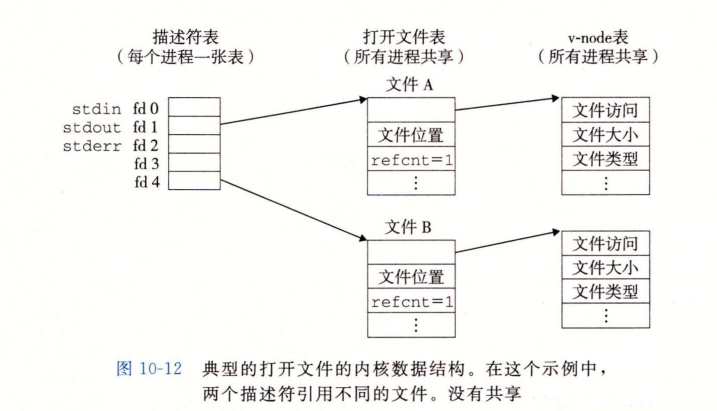 描述符表
（每个进程一张表）
打开文件表
（所有进程共享）
v-node表
（所有进程共享）
stdin fd 0
stdout fd 1
stderr fd 2
fd 3
fd 4
文件 A
文件位置
refcnt=1
⋮
文件访问
文件大小
文件类型
⋮
文件 B
文件位置
refcnt=1
⋮
文件访问
文件大小
文件类型
⋮
图 10-12 典型的打开文件的内核数据结构。在这个示例中，
两个描述符引用不同的文件。没有共享